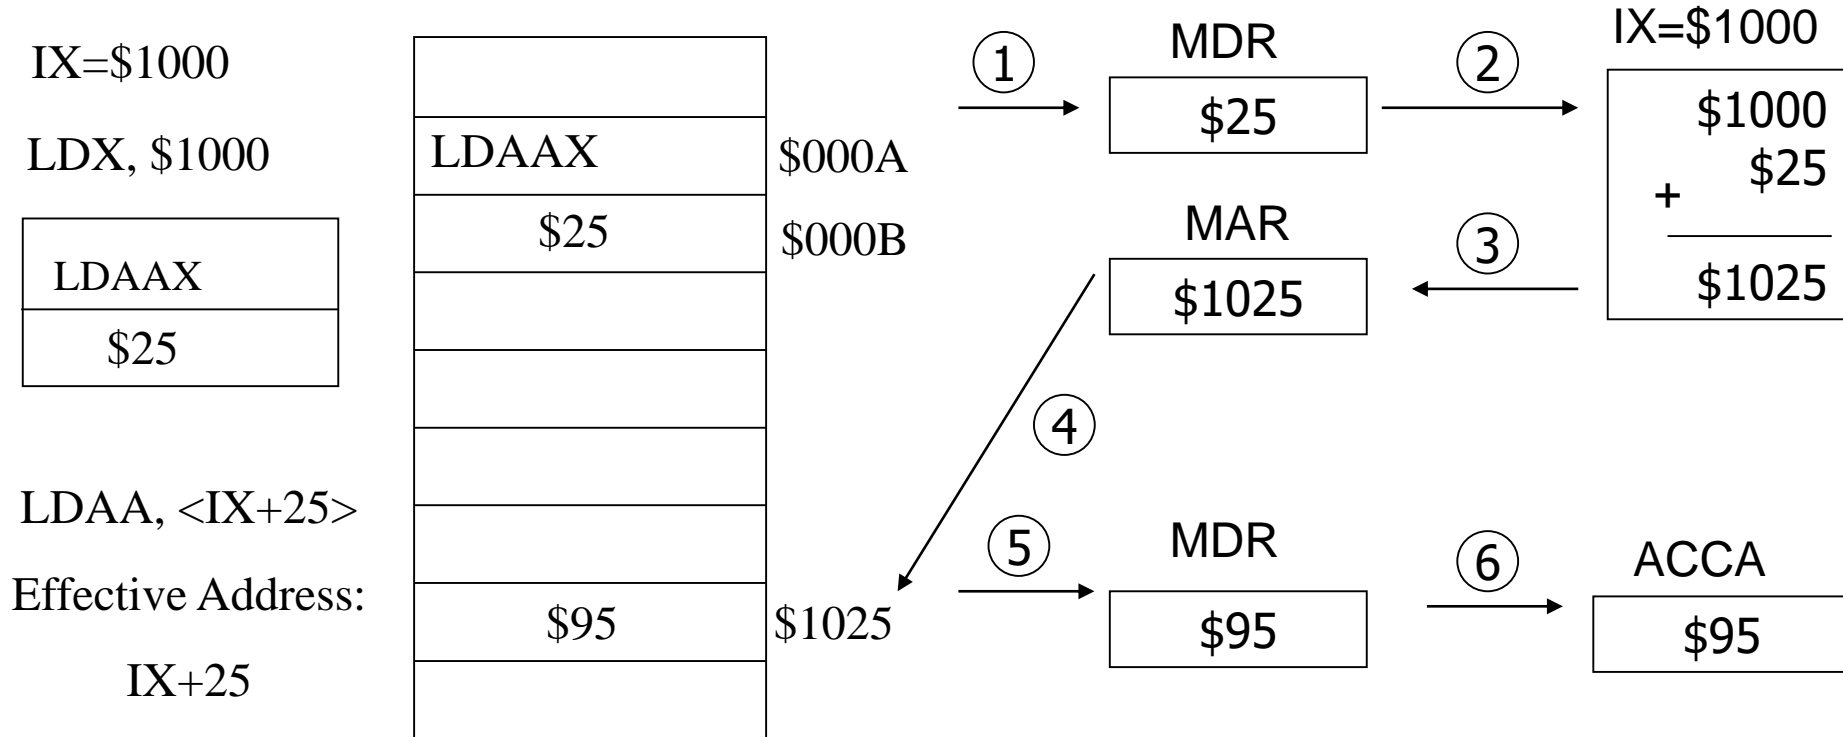 IX=$1000
LDX, $1000
LDAAX
$25
LDAA, <IX+25>
Effective Address:
IX+25
LDAAX
$000A
$25
$000B
$95
$1025
1
MDR
$25
2
IX=$1000
$1000
$25
+
$1025
3
MAR
$1025
4
5
MDR
$95
6
ACCA
$95